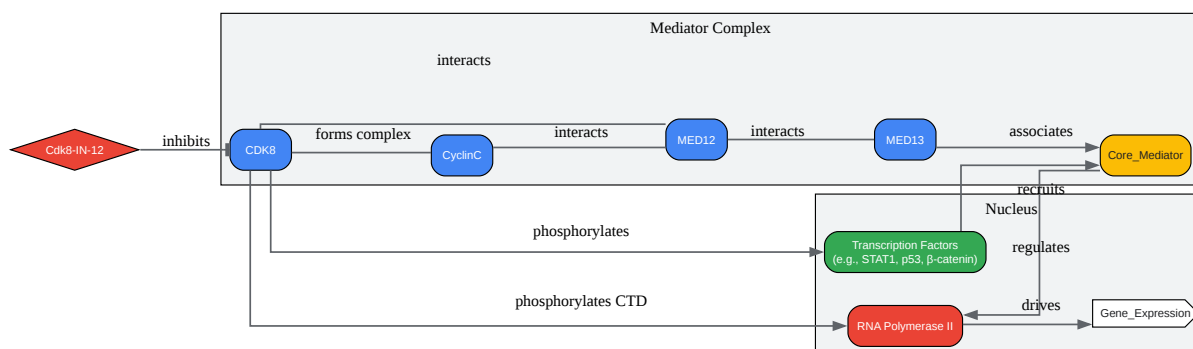 Mediator Complex
interacts
inhibits
forms complex
interacts
interacts
associates
Cdk8-IN-12
CDK8
CyclinC
MED12
MED13
Core_Mediator
recruits
Nucleus
phosphorylates
Transcription Factors
(e.g., STAT1, p53, β-catenin)
regulates
phosphorylates CTD
drives
RNA Polymerase II
Gene_Expression